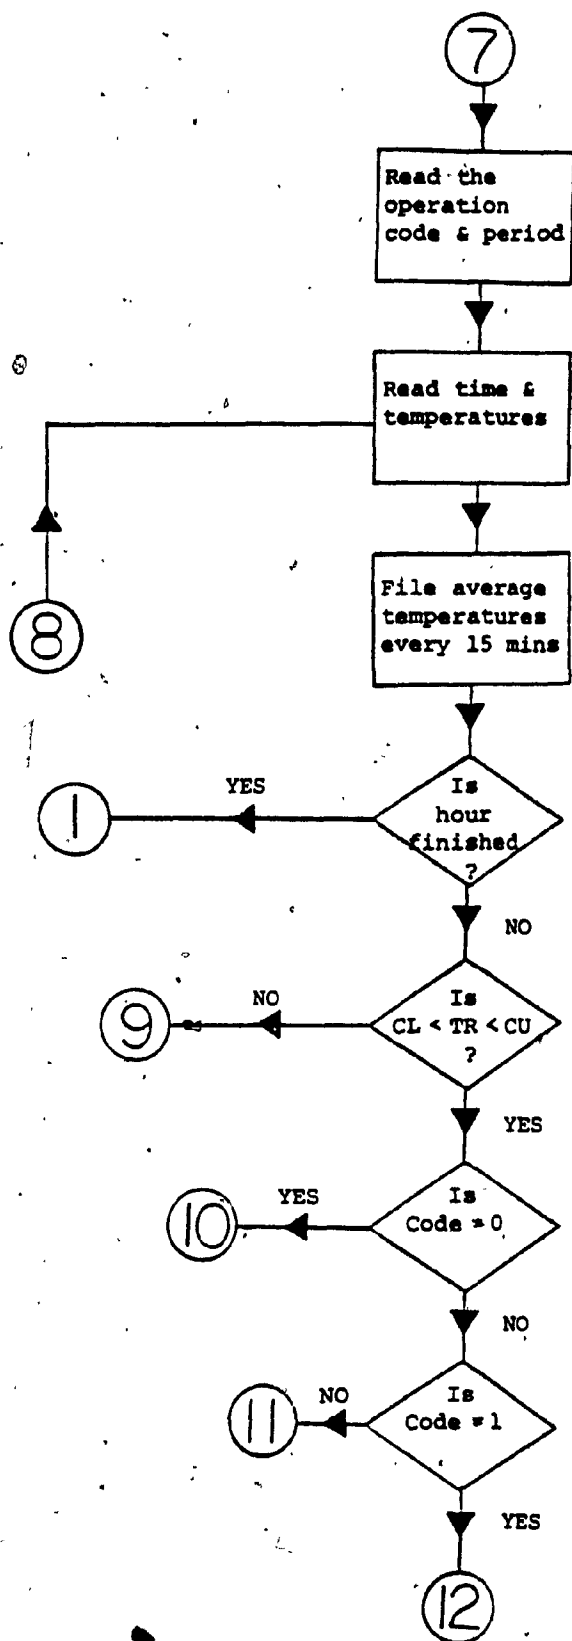 7
Read the
operation
code & period
Read time &
temperatures
8
File average
temperatures
every 15 mins
Is
hour
finished
?
YES
1
NO
Is
CL < TR < CU
?
NO
9
YES
Is
Code = 0
YES
10
NO
Is
Code = 1
NO
11
YES
12